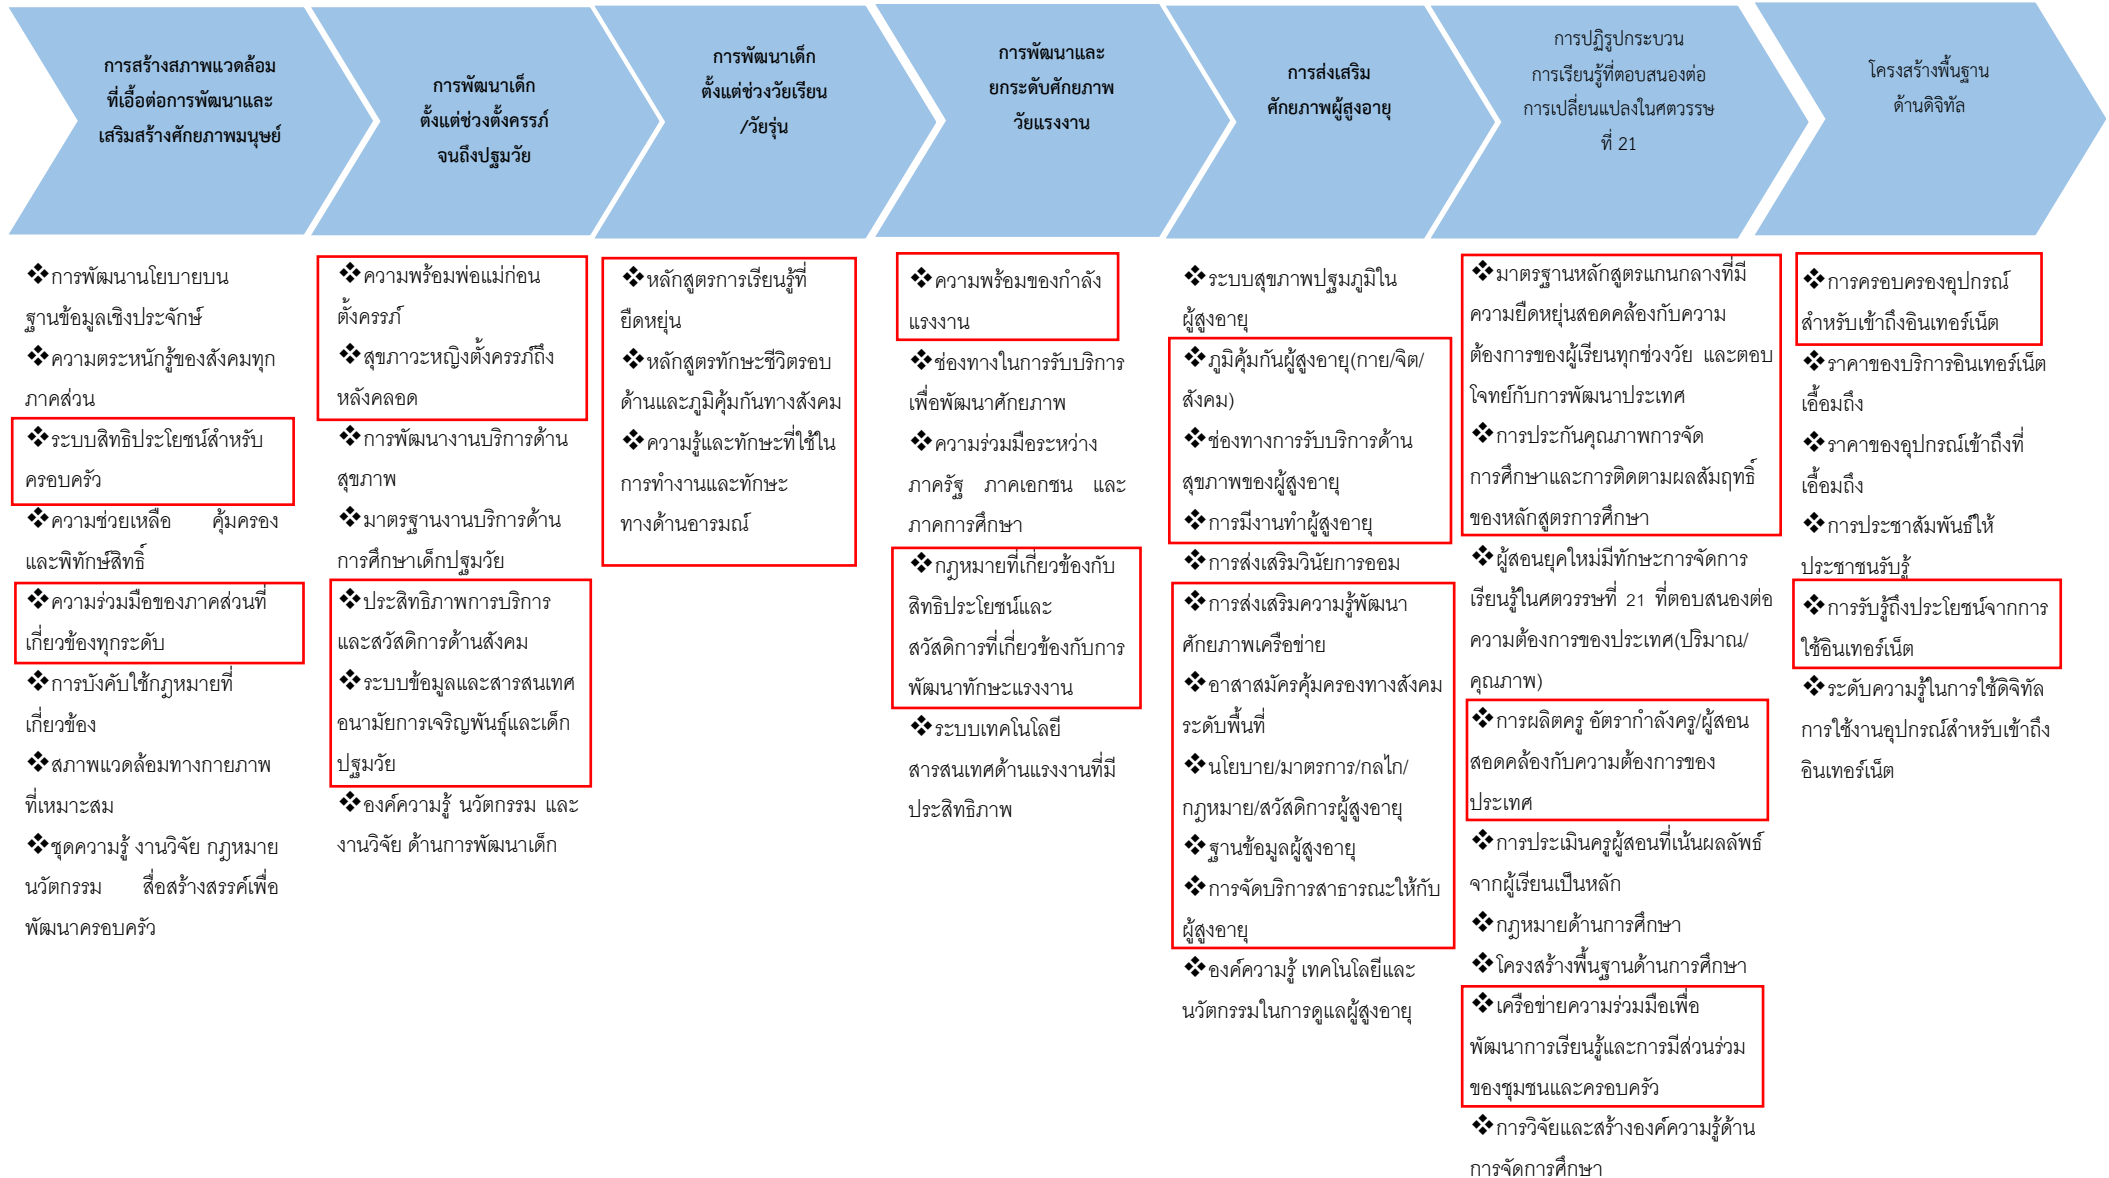 การสร้างสภาพแวดล้อม
ที่เอื้อต่อการพัฒนาและ
เสริมสร้างศักยภาพมนุษย์
การพัฒนาเด็ก
ตั้งแต่ช่วงตั้งครรภ์
จนถึงปฐมวัย
การพัฒนาเด็ก
ตั้งแต่ช่วงวัยเรียน
/วัยรุ่น
การพัฒนาและ
ยกระดับศักยภาพ
วัยแรงงาน
การส่งเสริม
ศักยภาพผู้สูงอายุ
การปฏิรูปกระบวน
การเรียนรู้ที่ตอบสนองต่อ
การเปลี่ยนแปลงในศตวรรษ
ที่ 21
โครงสร้างพื้นฐาน
ด้านดิจิทัล
❖การพัฒนานโยบายบน
ฐานข้อมูลเชิงประจักษ์
❖ความตระหนักรู้ของสังคมทุก
ภาคส่วน
❖ระบบสิทธิประโยชน์สำหรับ
ครอบครัว
❖ความช่วยเหลือ คุ้มครอง
และพิทักษ์สิทธิ์
❖ความร่วมมือของภาคส่วนที่
เกี่ยวข้องทุกระดับ
❖การบังคับใช้กฎหมายที่
เกี่ยวข้อง
❖สภาพแวดล้อมทางกายภาพ
ที่เหมาะสม
❖ชุดความรู้ งานวิจัย กฎหมาย
นวัตกรรม สื่อสร้างสรรค์เพื่อ
พัฒนาครอบครัว
❖ความพร้อมพ่อแม่ก่อน
ตั้งครรภ์
❖สุขภาวะหญิงตั้งครรภ์ถึง
หลังคลอด
❖การพัฒนางานบริการด้าน
สุขภาพ
❖มาตรฐานงานบริการด้าน
การศึกษาเด็กปฐมวัย
❖ประสิทธิภาพการบริการ
และสวัสดิการด้านสังคม
❖ระบบข้อมูลและสารสนเทศ
อนามัยการเจริญพันธุ์และเด็ก
ปฐมวัย
❖องค์ความรู้ นวัตกรรม และ
งานวิจัย ด้านการพัฒนาเด็ก
❖หลักสูตรการเรียนรู้ที่
ยืดหยุ่น
❖หลักสูตรทักษะชีวิตรอบ
ด้านและภูมิคุ้มกันทางสังคม
❖ความรู้และทักษะที่ใช้ใน
การทำงานและทักษะ
ทางด้านอารมณ์
❖ความพร้อมของกำลัง
แรงงาน
❖ช่องทางในการรับบริการ
เพื่อพัฒนาศักยภาพ
❖ความร่วมมือระหว่าง
ภาครัฐ ภาคเอกชน และ
ภาคการศึกษา
❖กฎหมายที่เกี่ยวข้องกับ
สิทธิประโยชน์และ
สวัสดิการที่เกี่ยวข้องกับการ
พัฒนาทักษะแรงงาน
❖ระบบเทคโนโลยี
สารสนเทศด้านแรงงานที่มี
ประสิทธิภาพ
❖ระบบสุขภาพปฐมภูมิใน
ผู้สูงอายุ
❖ภูมิคุ้มกันผู้สูงอายุ(กาย/จิต/
สังคม)
❖ช่องทางการรับบริการด้าน
สุขภาพของผู้สูงอายุ
❖การมีงานทำผู้สูงอายุ
❖การส่งเสริมวินัยการออม
❖การส่งเสริมความรู้พัฒนา
ศักยภาพเครือข่าย
❖อาสาสมัครคุ้มครองทางสังคม
ระดับพื้นที่
❖นโยบาย/มาตรการ/กลไก/
กฎหมาย/สวัสดิการผู้สูงอายุ
❖ฐานข้อมูลผู้สูงอายุ
❖การจัดบริการสาธารณะให้กับ
ผู้สูงอายุ
❖องค์ความรู้ เทคโนโลยีและ
นวัตกรรมในการดูแลผู้สูงอายุ
❖มาตรฐานหลักสูตรแกนกลางที่มี
ความยืดหยุ่นสอดคล้องกับความ
ต้องการของผู้เรียนทุกช่วงวัย และตอบ
โจทย์กับการพัฒนาประเทศ
❖การประกันคุณภาพการจัด
การศึกษาและการติดตามผลสัมฤทธิ์
ของหลักสูตรการศึกษา
❖ผู้สอนยุคใหม่มีทักษะการจัดการ
เรียนรู้ในศตวรรษที่ 21 ที่ตอบสนองต่อ
ความต้องการของประเทศ(ปริมาณ/
คุณภาพ)
❖การผลิตครู อัตรากำลังครู/ผู้สอน
สอดคล้องกับความต้องการของ
ประเทศ
❖การประเมินครูผู้สอนที่เน้นผลลัพธ์
จากผู้เรียนเป็นหลัก
❖กฎหมายด้านการศึกษา
❖โครงสร้างพื้นฐานด้านการศึกษา
❖เครือข่ายความร่วมมือเพื่อ
พัฒนาการเรียนรู้และการมีส่วนร่วม
ของชุมชนและครอบครัว
❖การวิจัยและสร้างองค์ความรู้ด้าน
การจัดการศึกษา
❖การครอบครองอุปกรณ์
สำหรับเข้าถึงอินเทอร์เน็ต
❖ราคาของบริการอินเทอร์เน็ต
เอื้อมถึง
❖ราคาของอุปกรณ์เข้าถึงที่
เอื้อมถึง
❖การประชาสัมพันธ์ให้
ประชาชนรับรู้
❖การรับรู้ถึงประโยชน์จากการ
ใช้อินเทอร์เน็ต
❖ระดับความรู้ในการใช้ดิจิทัล
การใช้งานอุปกรณ์สำหรับเข้าถึง
อินเทอร์เน็ต